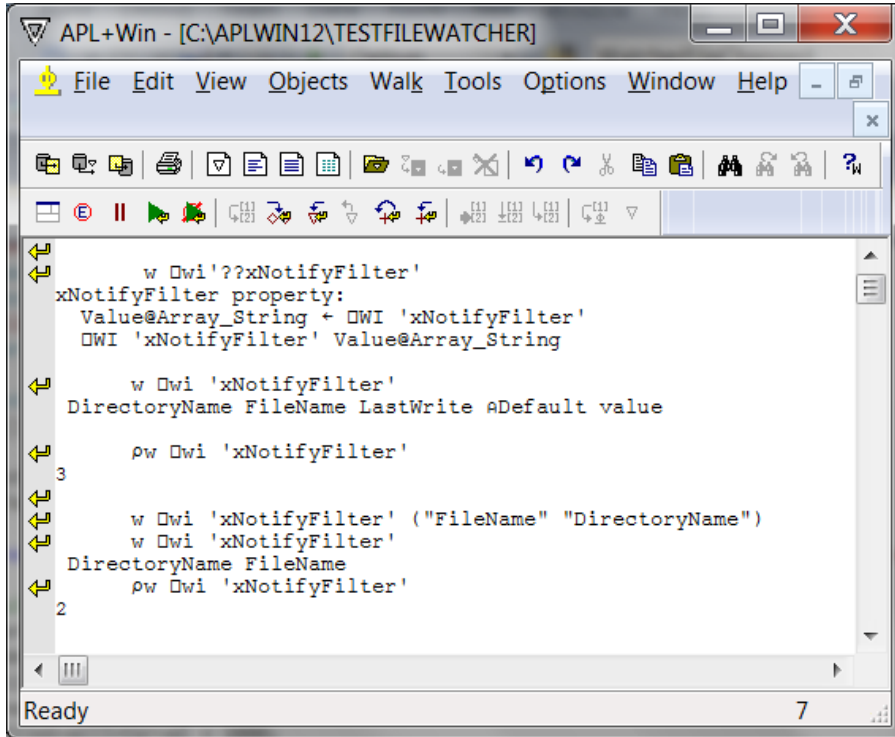 APL+Win - [C:\APLWIN12\TESTFILEWATCHER]
File Edit View Objects Walk Tools Options Window Help
w ⎕wi'??xNotifyFilter'
xNotifyFilter property:
Value@Array_String ← ⎕WI 'xNotifyFilter'
⎕WI 'xNotifyFilter' Value@Array_String
w ⎕wi 'xNotifyFilter'
DirectoryName FileName LastWrite ⍝Default value
⍴w ⎕wi 'xNotifyFilter'
3
w ⎕wi 'xNotifyFilter' ("FileName" "DirectoryName")
w ⎕wi 'xNotifyFilter'
DirectoryName FileName
⍴w ⎕wi 'xNotifyFilter'
2
Ready 7